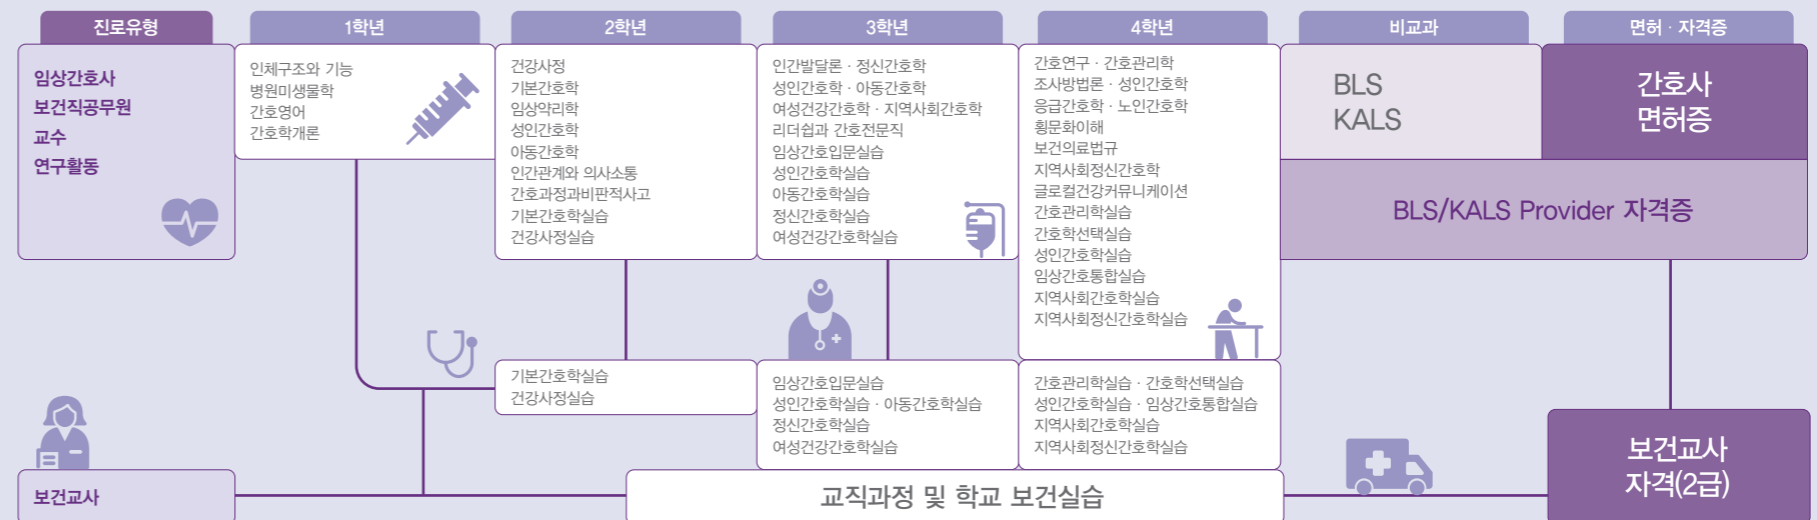 진로유형
1학년
2학년
3학년
4학년
비교과
면허 · 자격증
임상간호사
보건직공무원
교수
연구활동
인체구조와 기능
병원미생물학
간호영어
간호학개론
건강사정
기본간호학
임상약리학
성인간호학
아동간호학
인간관계와 의사소통
간호과정과비판적사고
기본간호학실습
건강사정실습
인간발달론 · 정신간호학
성인간호학 · 아동간호학
여성건강간호학 · 지역사회간호학
리더쉽과 간호전문직
임상간호입문실습
성인간호학실습
아동간호학실습
정신간호학실습
여성건강간호학실습
간호연구 · 간호관리학
조사방법론 · 성인간호학
응급간호학 · 노인간호학
횡문화이해
보건의료법규
지역사회정신간호학
글로컬건강커뮤니케이션
간호관리학실습
간호학선택실습
성인간호학실습
임상간호통합실습
지역사회간호학실습
지역사회정신간호학실습
BLS
KALS
간호사
면허증
BLS/KALS Provider 자격증
기본간호학실습
건강사정실습
임상간호입문실습
성인간호학실습 · 아동간호학실습
정신간호학실습
여성건강간호학실습
간호관리학실습 · 간호학선택실습
성인간호학실습 · 임상간호통합실습
지역사회간호학실습
지역사회정신간호학실습
보건교사
교직과정 및 학교 보건실습
보건교사
자격(2급)